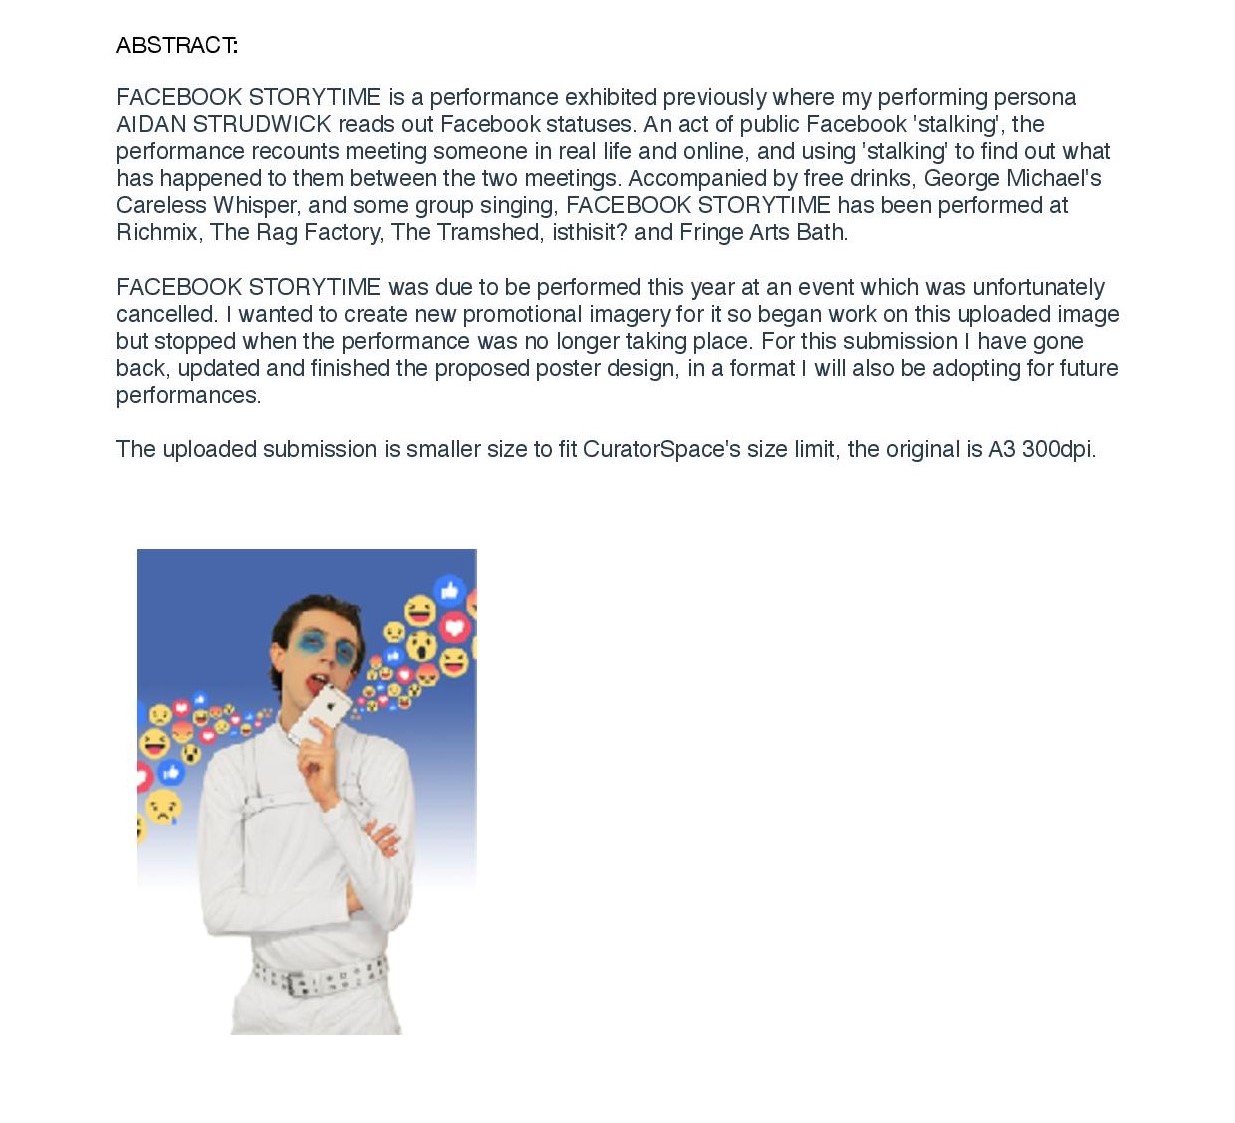 ABSTRACT:
FACEBOOK STORYTIME is a performance exhibited previously where my performing persona
AIDAN STRUDWICK reads out Facebook statuses. An act of public Facebook 'stalking', the
performance recounts meeting someone in real life and online, and using 'stalking' to find out what
has happened to them between the two meetings. Accompanied by free drinks, George Michael's
Careless Whisper, and some group singing, FACEBOOK STORYTIME has been performed at
Richmix, The Rag Factory, The Tramshed, isthisit? and Fringe Arts Bath.
FACEBOOK STORYTIME was due to be performed this year at an event which was unfortunately
cancelled. I wanted to create new promotional imagery for it so began work on this uploaded image
but stopped when the performance was no longer taking place. For this submission I have gone
back, updated and finished the proposed poster design, in a format I will also be adopting for future
performances.
The uploaded submission is smaller size to fit CuratorSpace's size limit, the original is A3 300dpi.